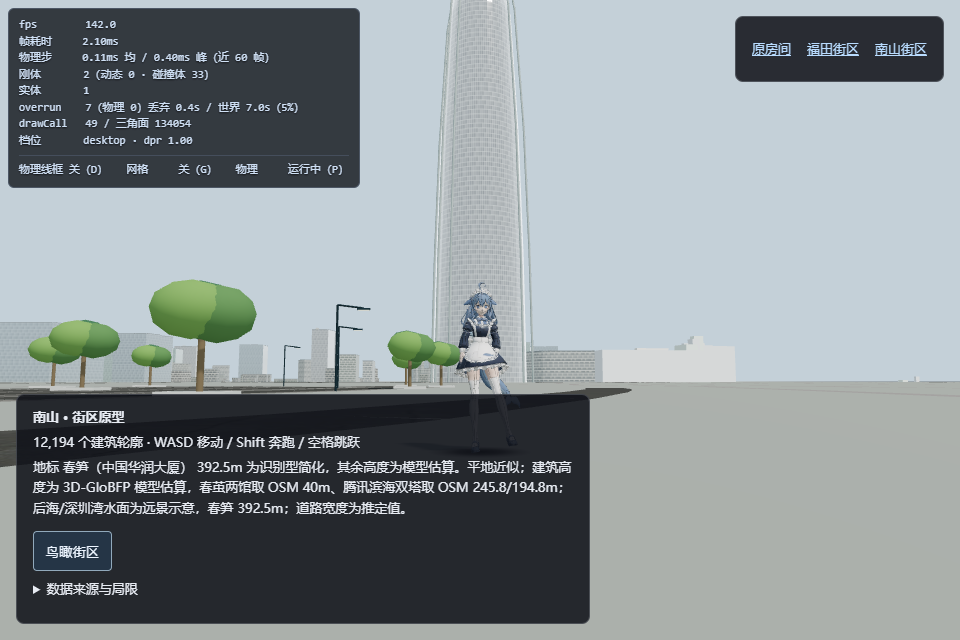 fps 142.0
帧耗时 2.10ms
物理步 0.11ms 均 / 0.40ms 峰 (近 60 帧)
刚体 2 (动态 0 · 碰撞体 33)
实体 1
overrun 7 (物理 0) 丢弃 0.4s / 世界 7.0s (5%)
drawCall 49 / 三角面 134054
档位 desktop · dpr 1.00
物理线框 关 (D) 网格 关 (G) 物理 运行中 (P)
原房间 福田街区 南山街区
南山 • 街区原型
12,194 个建筑轮廓 · WASD 移动 / Shift 奔跑 / 空格跳跃
地标 春笋（中国华润大厦） 392.5m 为识别型简化，其余高度为模型估算。平地近似；建筑高
度为 3D-GloBFP 模型估算，春茧两馆取 OSM 40m、腾讯滨海双塔取 OSM 245.8/194.8m；
后海/深圳湾水面为远景示意，春笋 392.5m；道路宽度为推定值。
鸟瞰街区
▶ 数据来源与局限